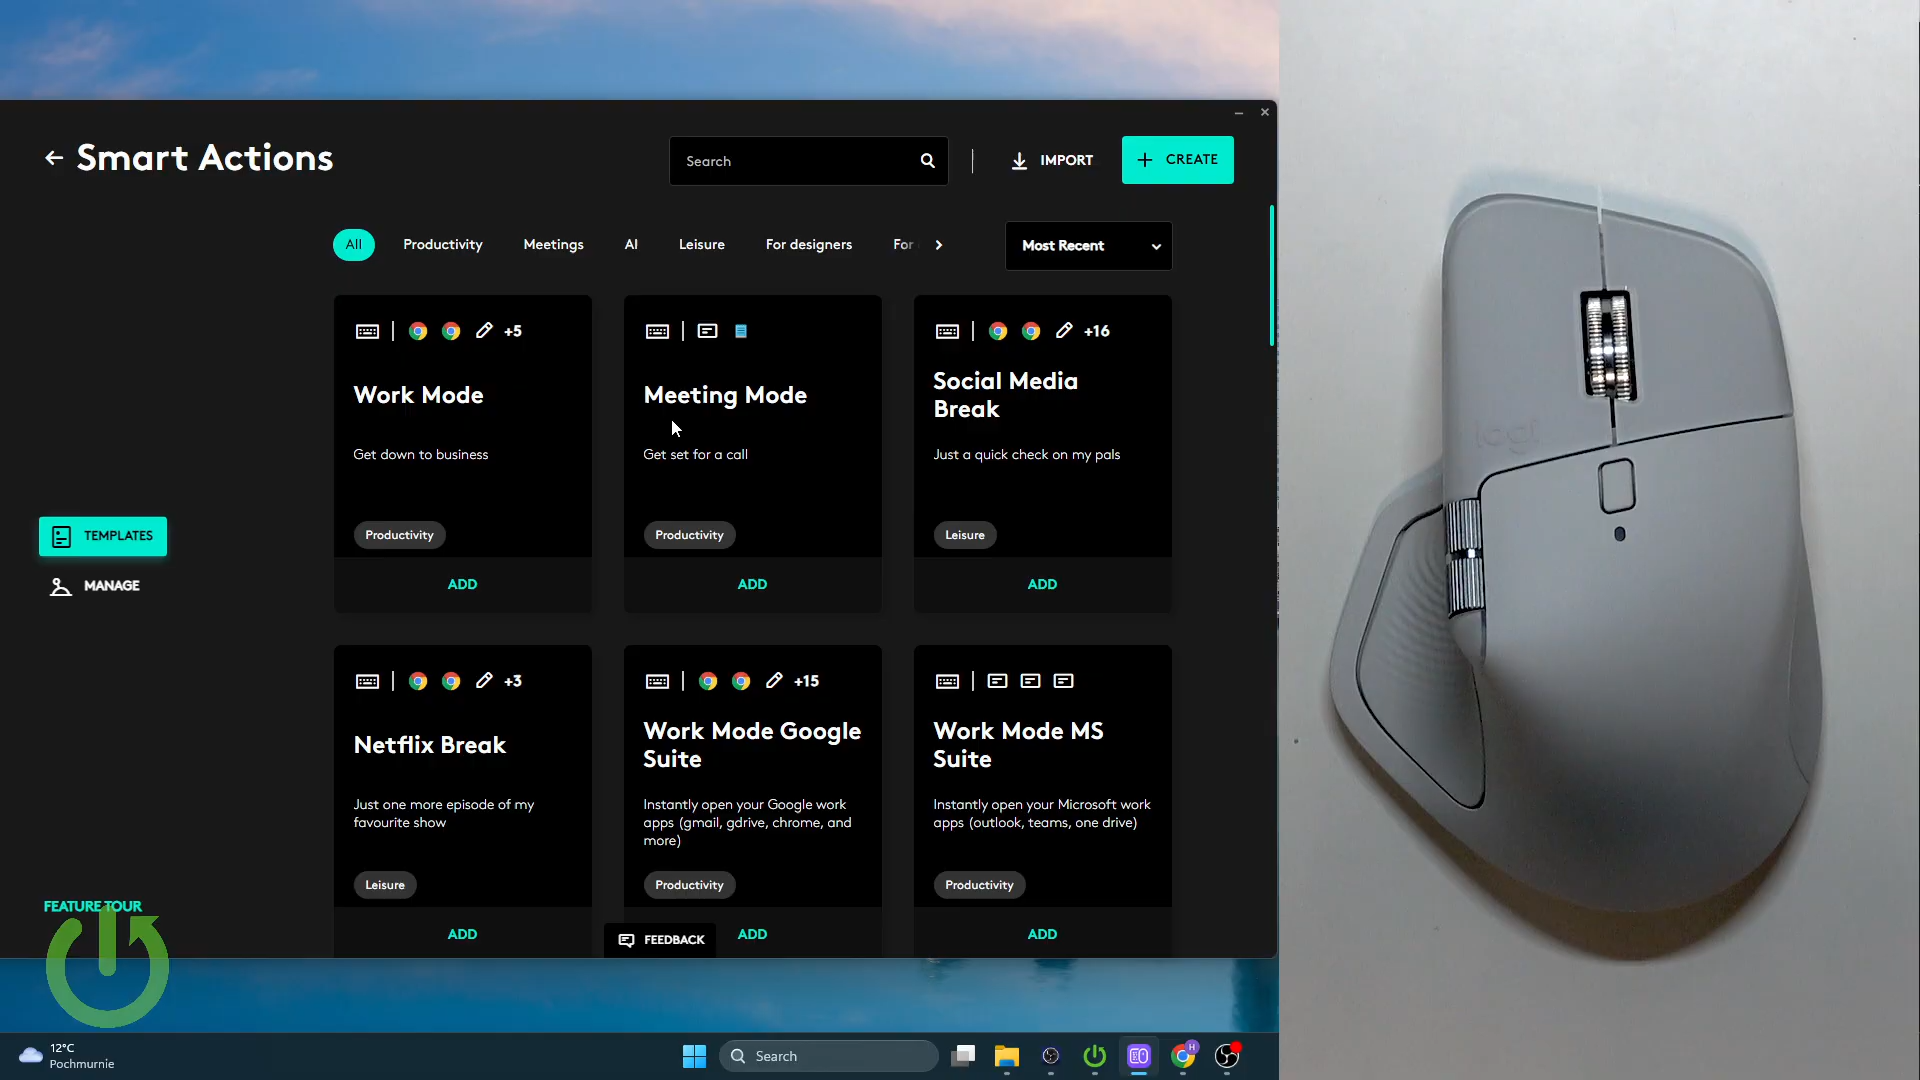 Smart Actions
Search
IMPORT
CREATE
All
Productivity
Meetings
AI
Leisure
For designers
For
Most Recent
+5
Work Mode
Get down to business
Productivity
ADD
Meeting Mode
Get set for a call
Productivity
ADD
+16
Social Media
Break
Just a quick check on my pals
Leisure
ADD
TEMPLATES
MANAGE
+3
Netflix Break
Just one more episode of my
favourite show
Leisure
ADD
+15
Work Mode Google
Suite
Instantly open your Google work
apps (gmail, gdrive, chrome, and
more)
Productivity
ADD
Work Mode MS
Suite
Instantly open your Microsoft work
apps (outlook, teams, one drive)
Productivity
ADD
FEATURE TOUR
FEEDBACK
12°C
Pochmurnie
Search
H
logi